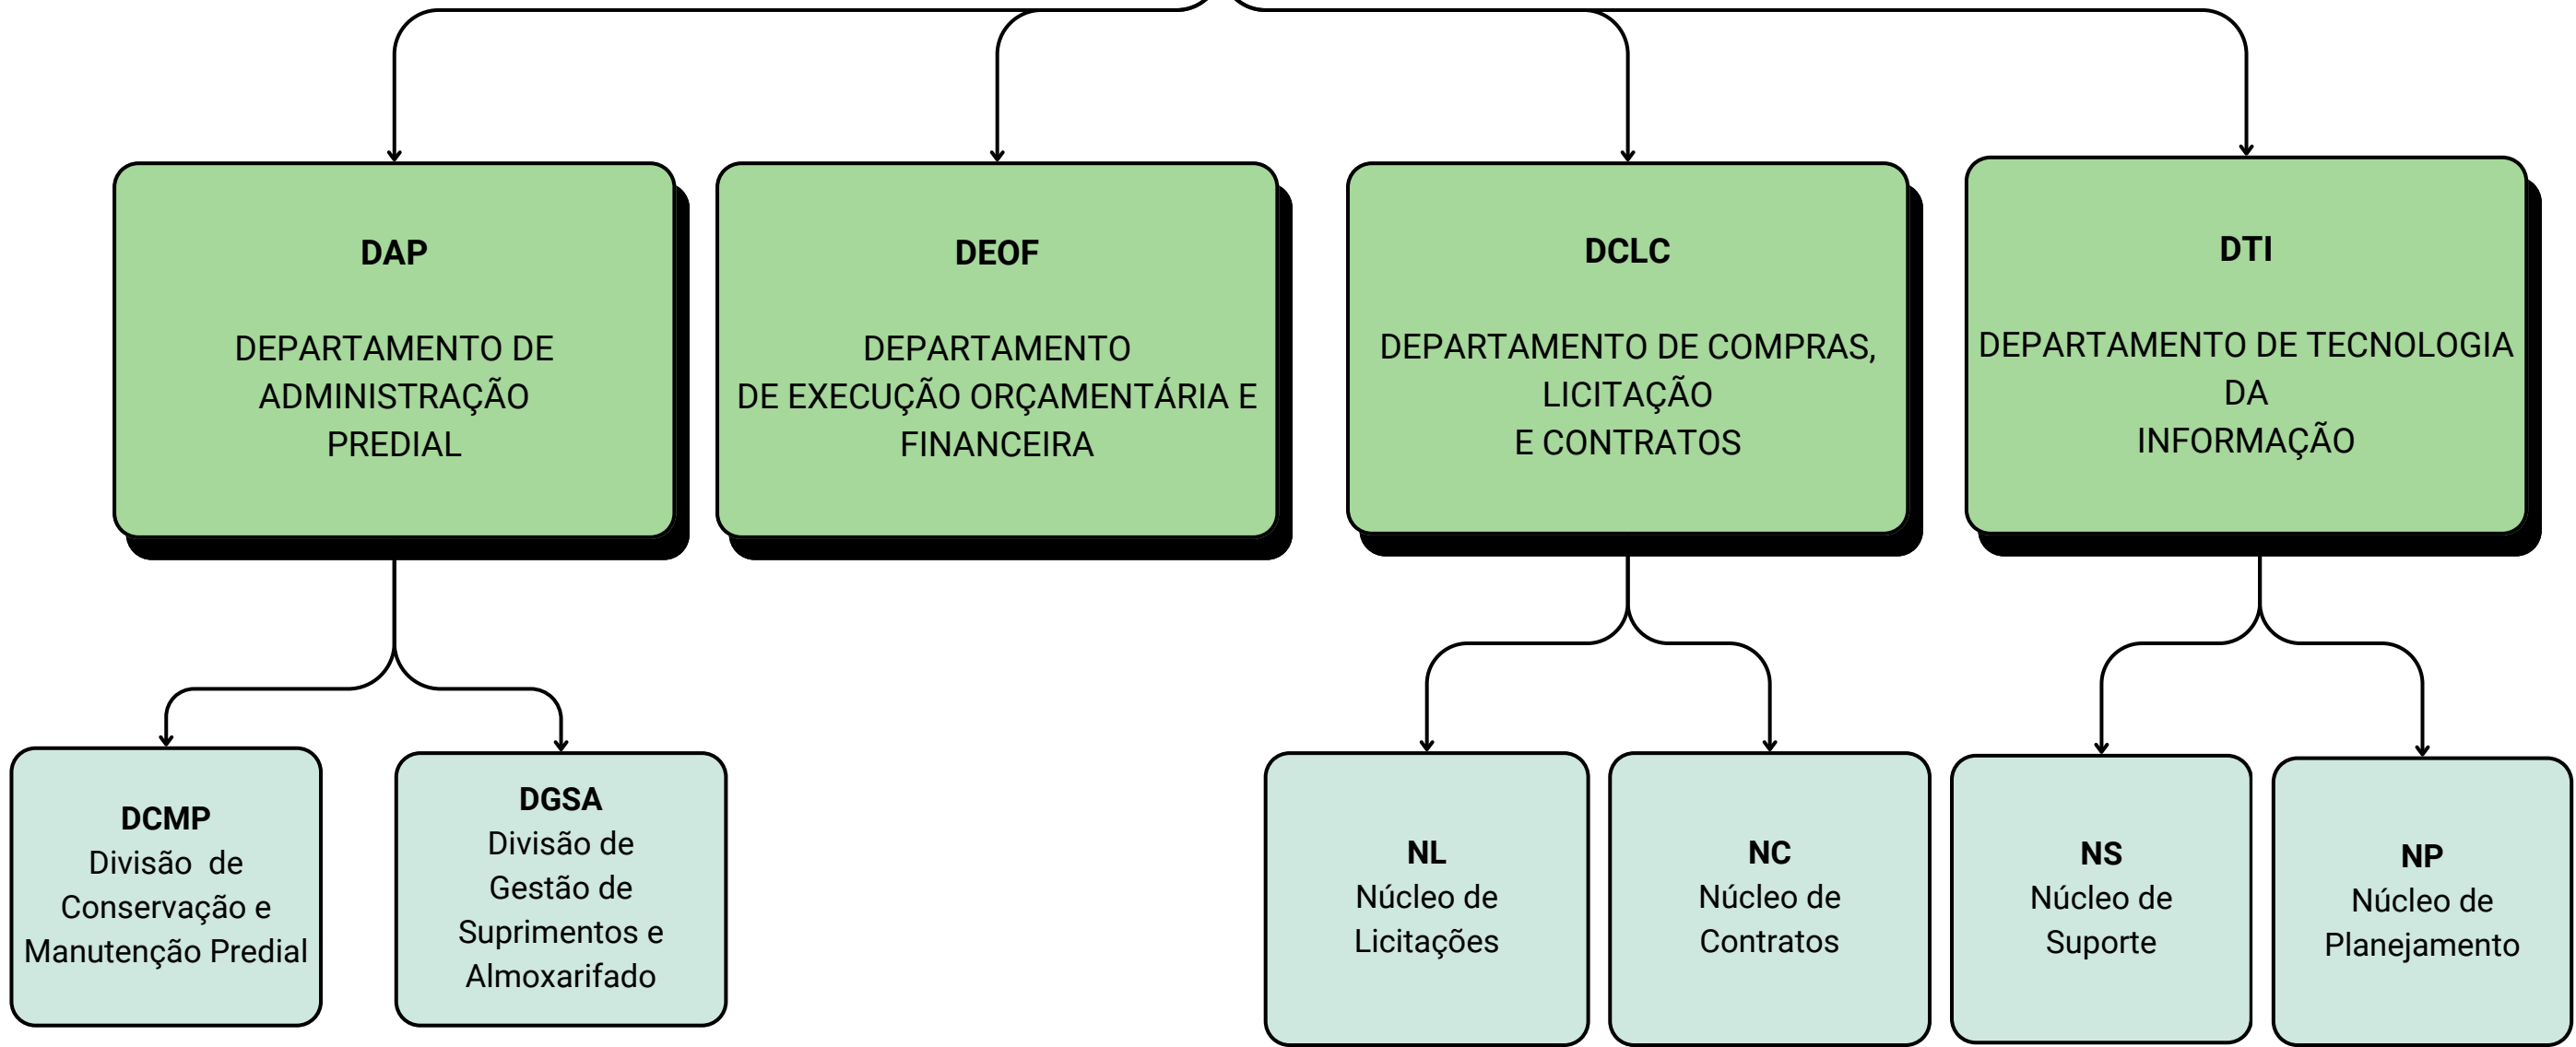 DAP
DEPARTAMENTO DE
ADMINISTRAÇÃO
PREDIAL
DEOF
DEPARTAMENTO
DE EXECUÇÃO ORÇAMENTÁRIA E
FINANCEIRA
DCLC
DEPARTAMENTO DE COMPRAS,
LICITAÇÃO
E CONTRATOS
DTI
DEPARTAMENTO DE TECNOLOGIA
DA
INFORMAÇÃO
DCMP
Divisão de
Conservação e
Manutenção Predial
DGSA
Divisão de
Gestão de
Suprimentos e
Almoxarifado
NL
Núcleo de
Licitações
NC
Núcleo de
Contratos
NS
Núcleo de
Suporte
NP
Núcleo de
Planejamento